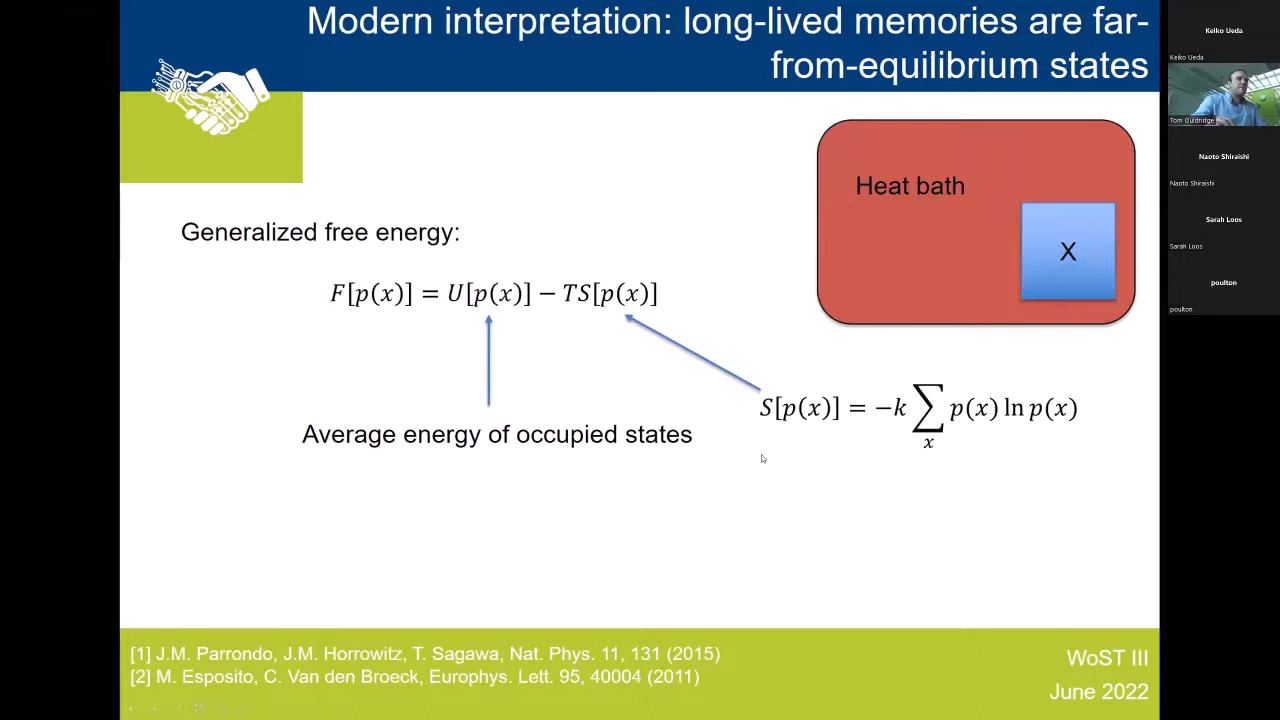 Modern interpretation: long-lived memories are far-
from-equilibrium states
Heat bath
X
Generalized free energy:
F[p(x)] = U[p(x)] − TS[p(x)]
S[p(x)] = −k ∑ p(x) ln p(x)
x
Average energy of occupied states
[1] J.M. Parrondo, J.M. Horrowitz, T. Sagawa, Nat. Phys. 11, 131 (2015)
[2] M. Esposito, C. Van den Broeck, Europhys. Lett. 95, 40004 (2011)
WoST III
June 2022
Keiko Ueda
Keiko Ueda
Tom Ouldridge
Naoto Shiraishi
Naoto Shiraishi
Sarah Loos
Sarah Loos
poulton
poulton